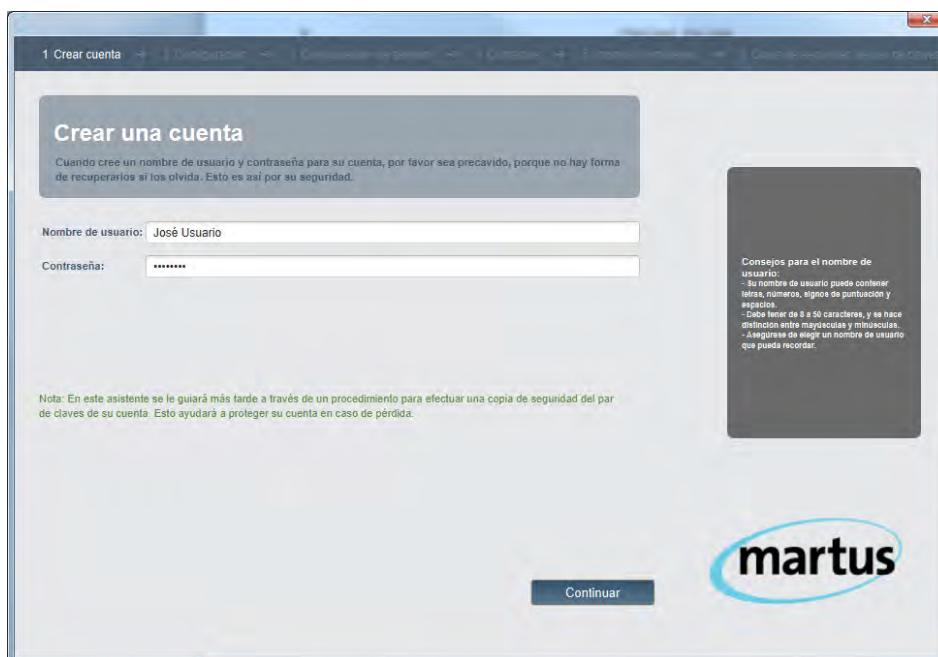 1 Crear cuenta
Crear una cuenta
Cuando cree un nombre de usuario y contraseña para su cuenta, por favor sea precavido, porque no hay forma
de recuperarlos si los olvida. Esto es así por su seguridad.
Nombre de usuario: José Usuario
Contraseña: ••••••••
Consejos para el nombre de
usuario:
- Su nombre de usuario puede contener
letras, números, signos de puntuación y
espacios.
- Debe tener de 8 a 50 caracteres, y se hace
distinción entre mayúsculas y minúsculas.
- Asegúrese de elegir un nombre de usuario
que pueda recordar.
Nota: En este asistente se le guiará más tarde a través de un procedimiento para efectuar una copia de seguridad del par
de claves de su cuenta. Esto ayudará a proteger su cuenta en caso de pérdida.
martus
Continuar